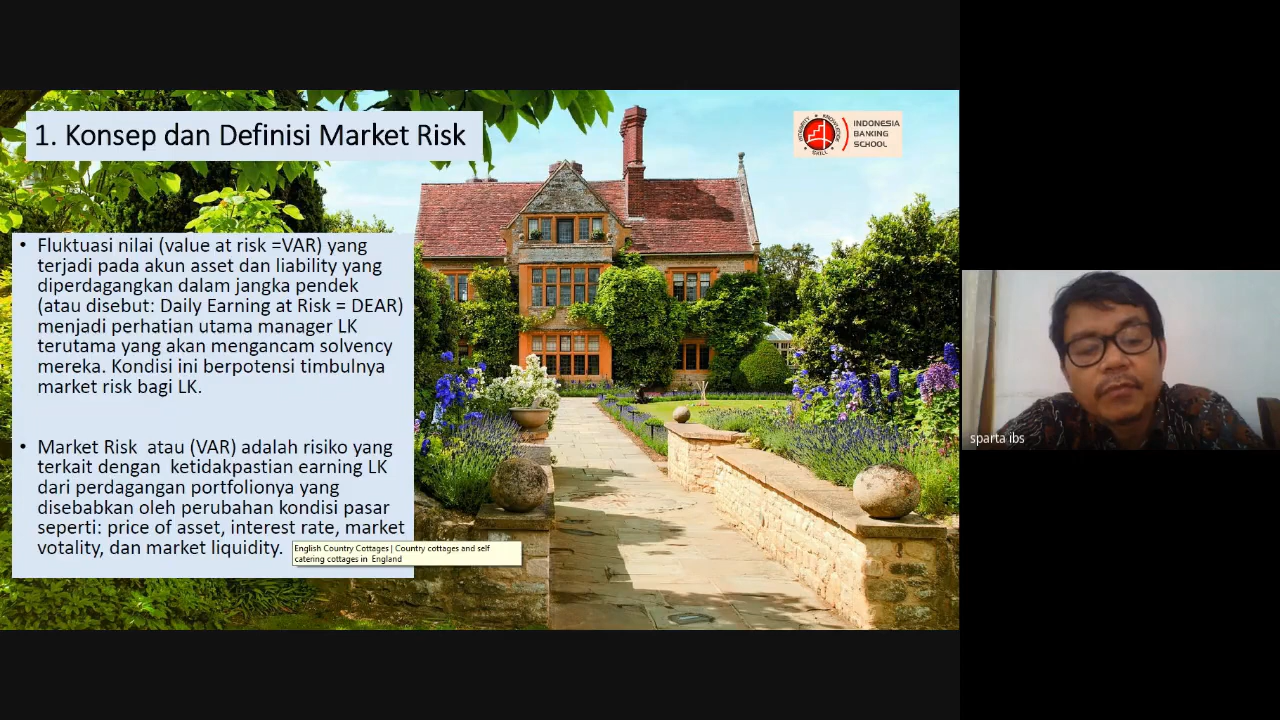 1. Konsep dan Definisi Market Risk
INTEGRITY KNOWLEDGE SKILL
INDONESIA
BANKING
SCHOOL
• Fluktuasi nilai (value at risk =VAR) yang
terjadi pada akun asset dan liability yang
diperdagangkan dalam jangka pendek
(atau disebut: Daily Earning at Risk = DEAR)
menjadi perhatian utama manager LK
terutama yang akan mengancam solvency
mereka. Kondisi ini berpotensi timbulnya
market risk bagi LK.
• Market Risk atau (VAR) adalah risiko yang
terkait dengan ketidakpastian earning LK
dari perdagangan portfolionya yang
disebabkan oleh perubahan kondisi pasar
seperti: price of asset, interest rate, market
votality, dan market liquidity.
English Country Cottages | Country cottages and self
catering cottages in England
sparta ibs